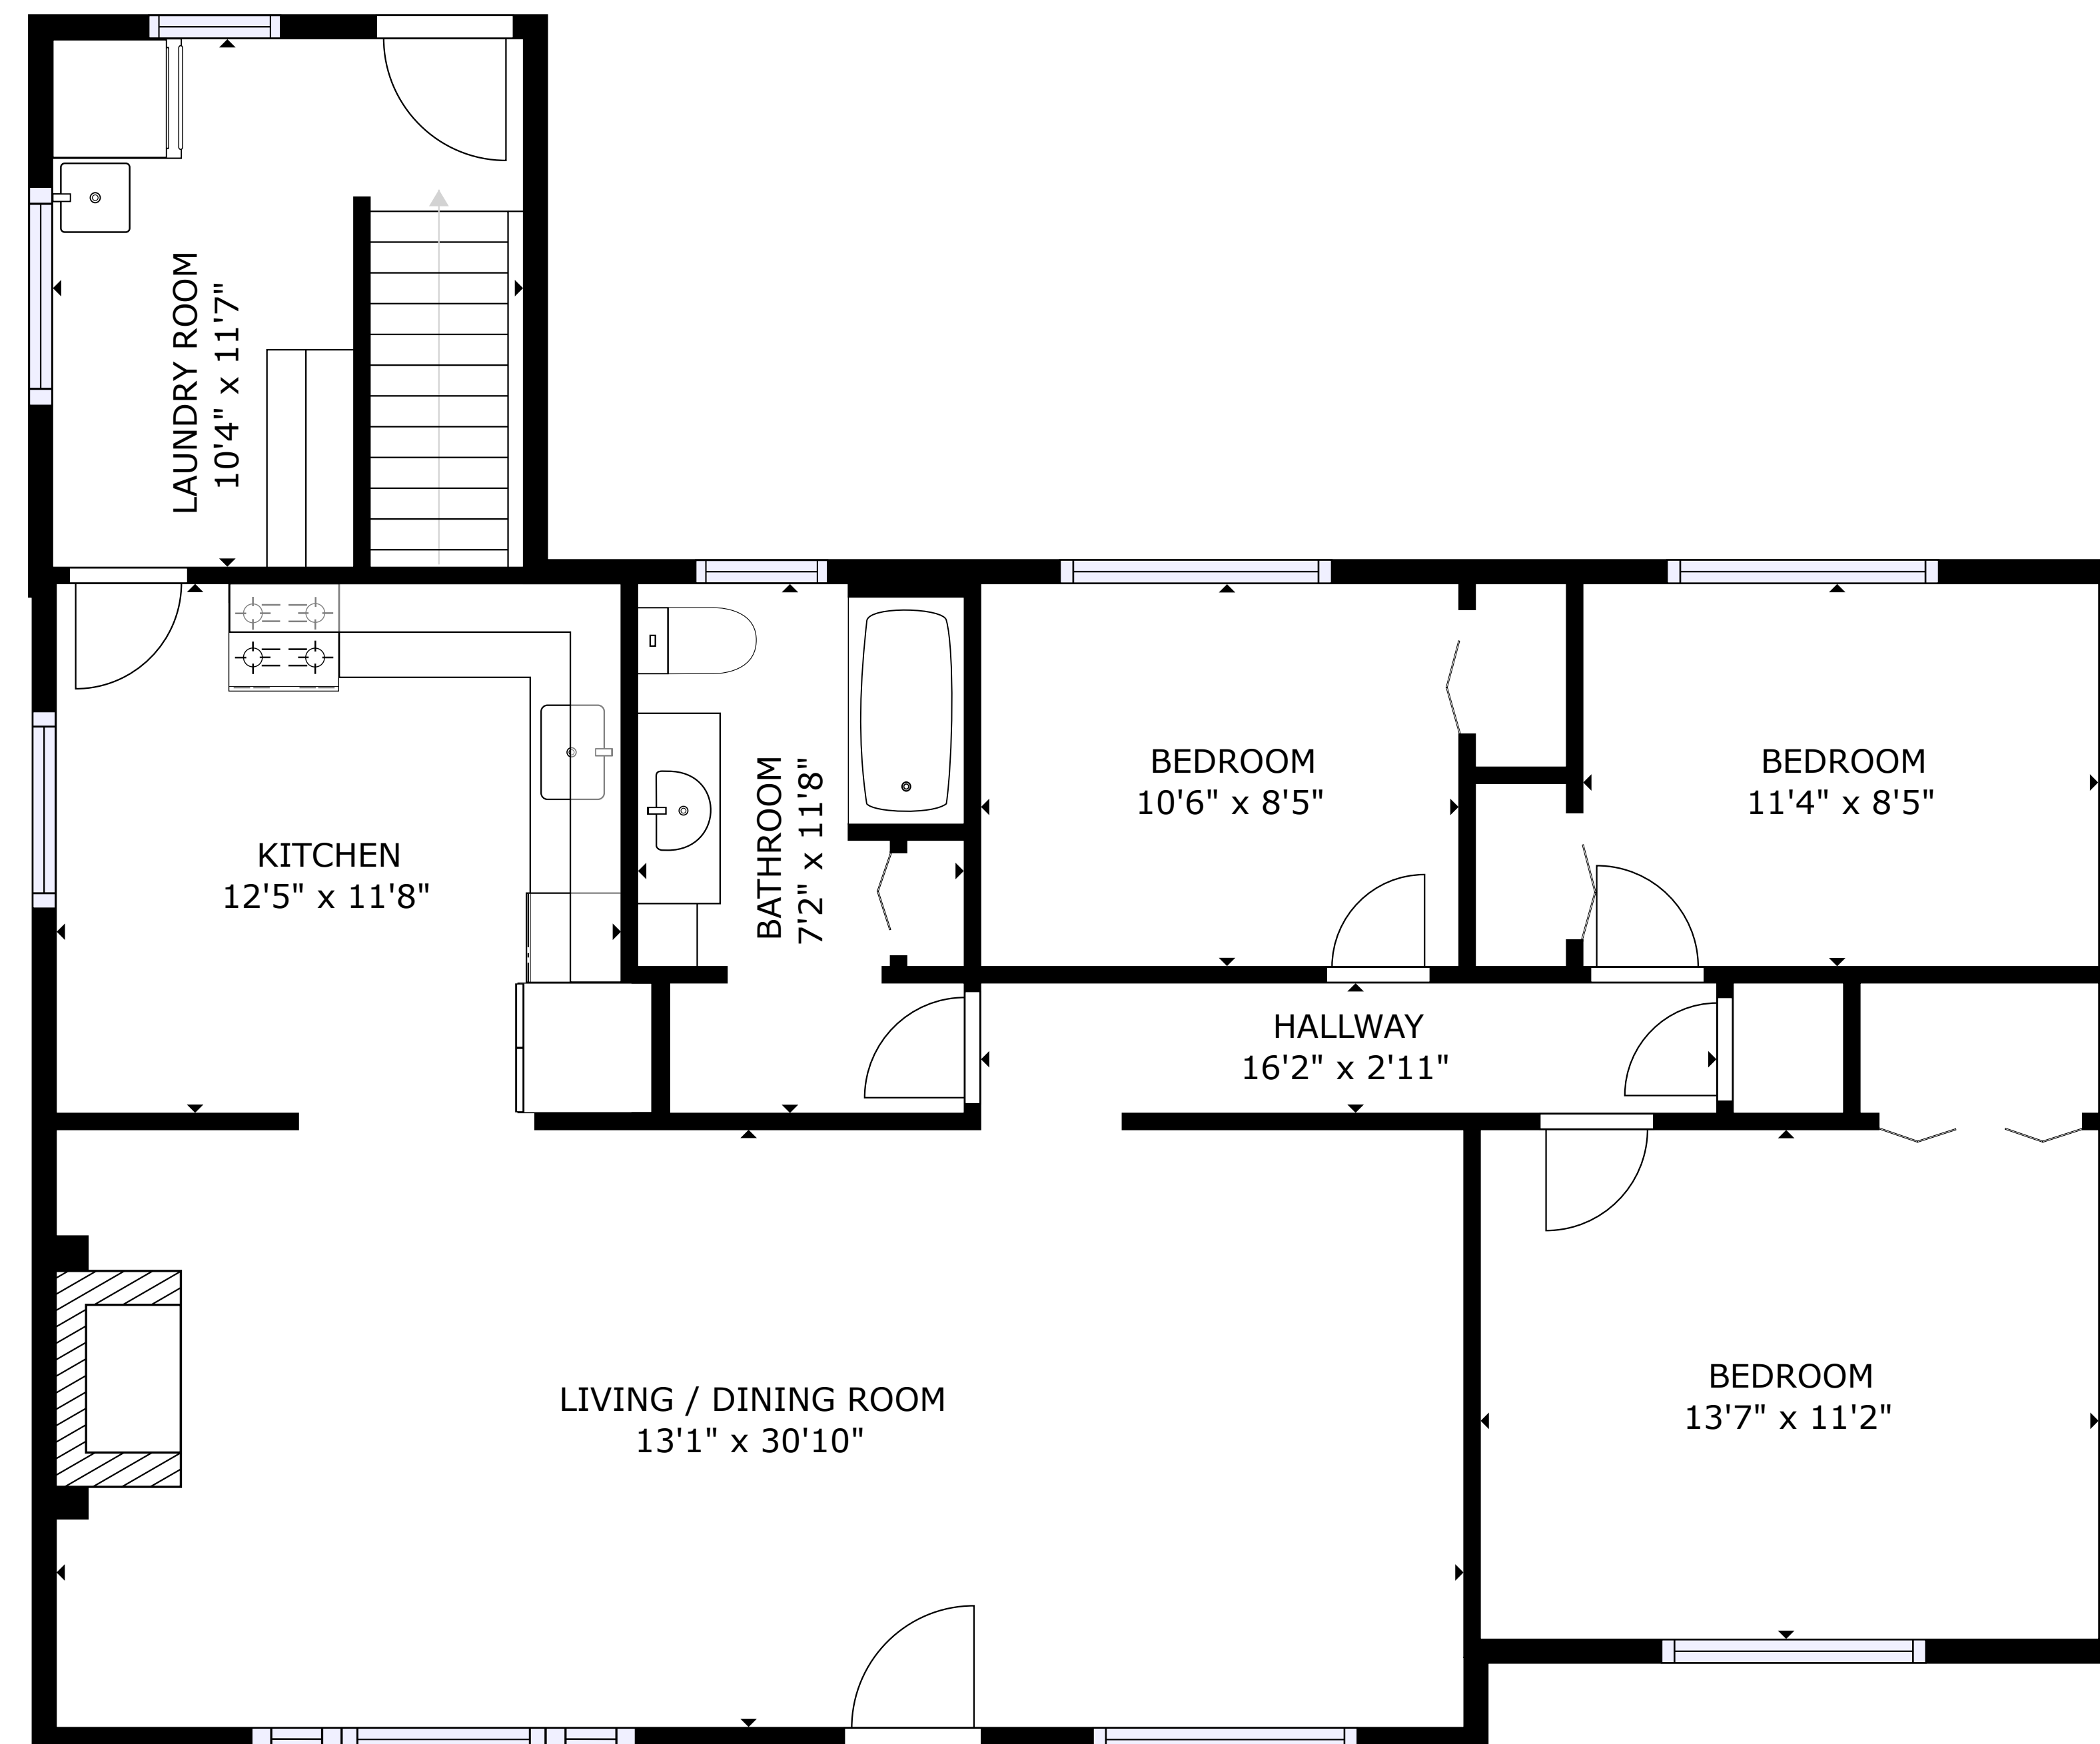 LAUNDRY ROOM
10'4" x 11'7"
KITCHEN
12'5" x 11'8"
BATHROOM
7'2" x 11'8"
BEDROOM
10'6" x 8'5"
BEDROOM
11'4" x 8'5"
HALLWAY
16'2" x 2'11"
LIVING / DINING ROOM
13'1" x 30'10"
BEDROOM
13'7" x 11'2"